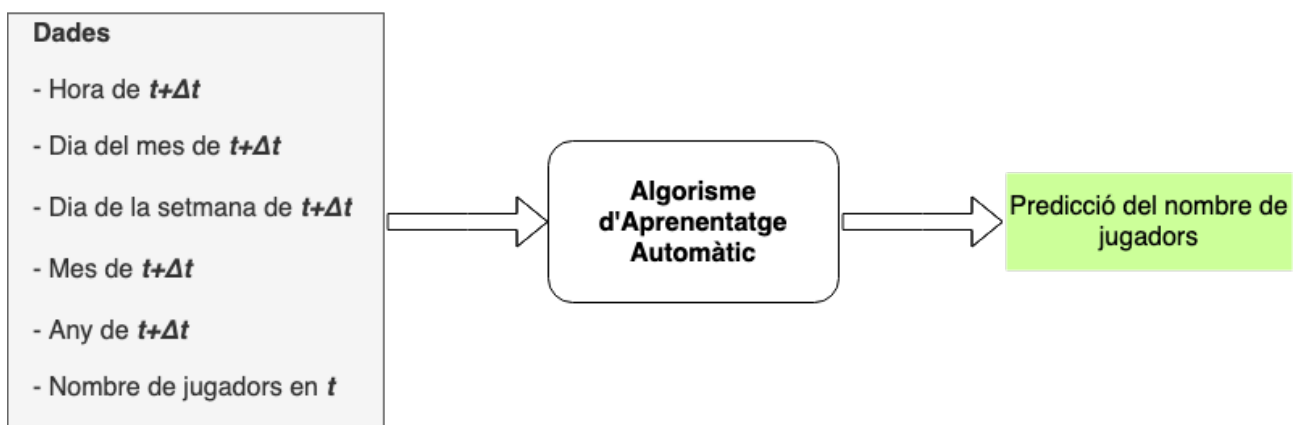 Dades
- Hora de t+Δt
- Dia del mes de t+Δt
- Dia de la setmana de t+Δt
- Mes de t+Δt
- Any de t+Δt
- Nombre de jugadors en t
Algorisme
d'Aprenentatge
Automàtic
Predicció del nombre de
jugadors